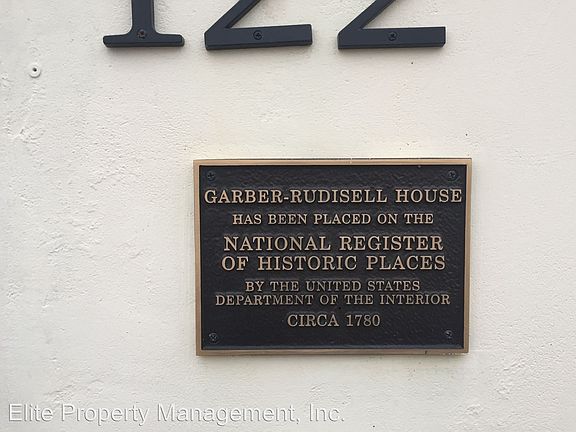 122
GARBER-RUDISELL HOUSE
HAS BEEN PLACED ON THE
NATIONAL REGISTER
OF HISTORIC PLACES
BY THE UNITED STATES
DEPARTMENT OF THE INTERIOR
CIRCA 1780
Elite Property Management, Inc.